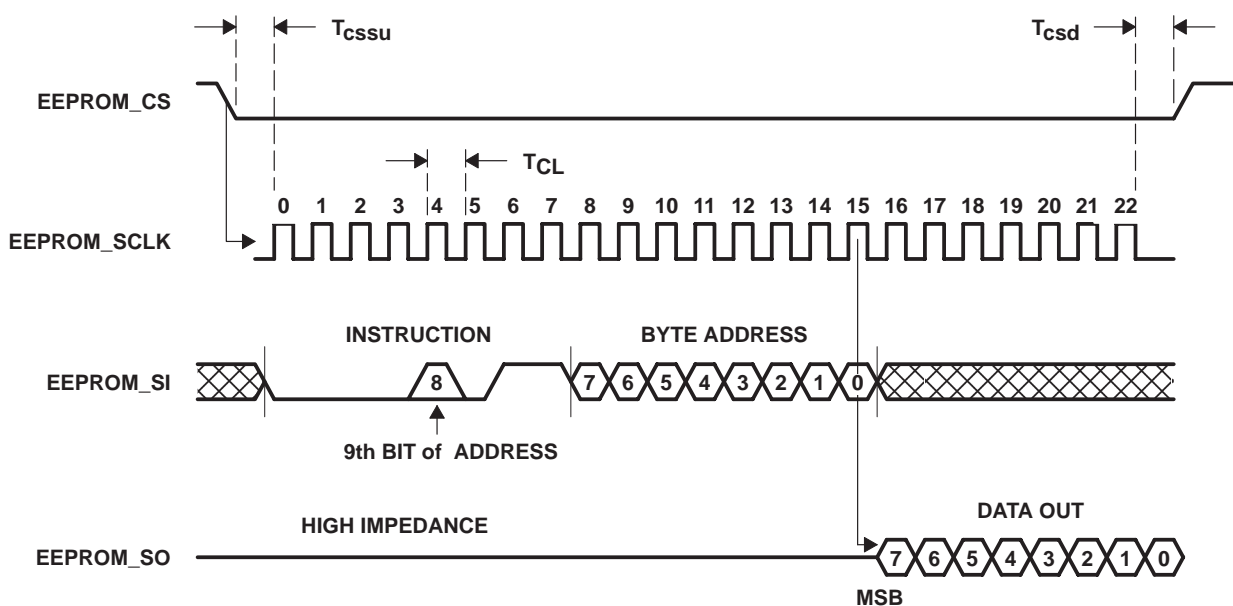 Tcssu Tcsd
EEPROM_CS
TCL
0 1 2 3 4 5 6 7 8 9 10 11 12 13 14 15 16 17 18 19 20 21 22
EEPROM_SCLK
INSTRUCTION BYTE ADDRESS
EEPROM_SI 8 7 6 5 4 3 2 1 0
9th BIT of ADDRESS
HIGH IMPEDANCE DATA OUT
EEPROM_SO 7 6 5 4 3 2 1 0
MSB